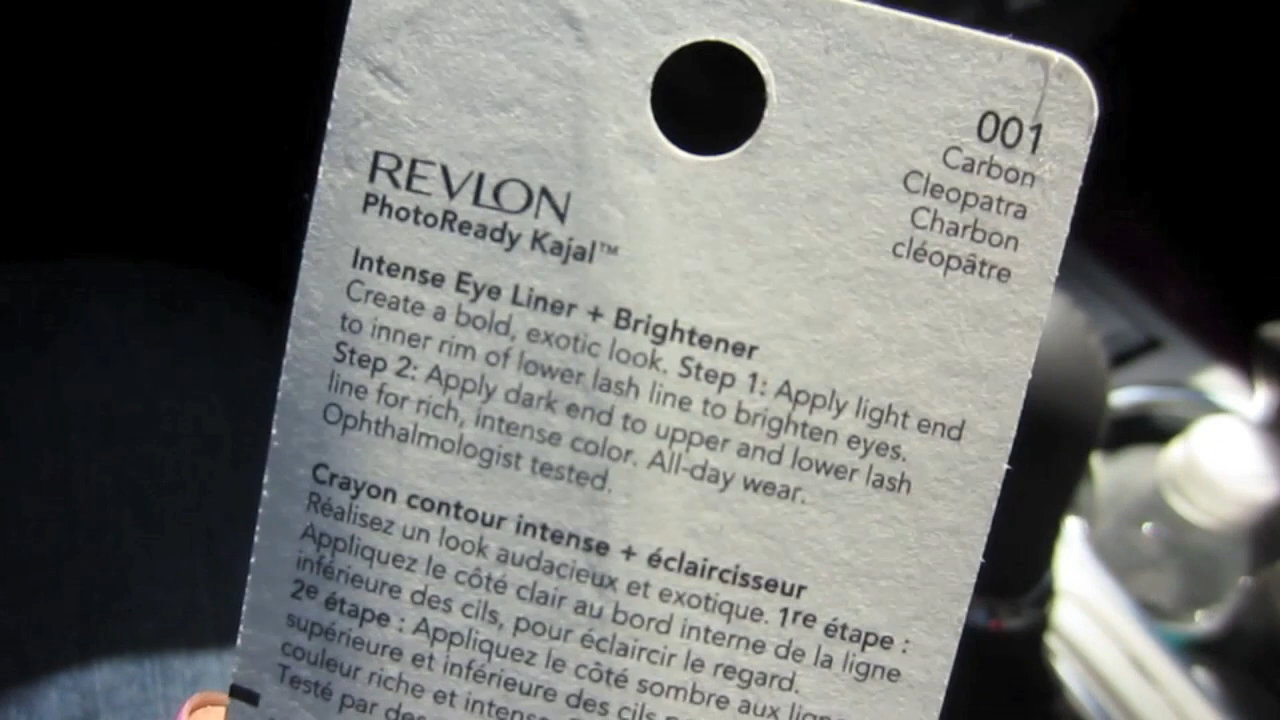 001
Carbon
Cleopatra
Charbon
cléopâtre
REVLON
PhotoReady Kajal™
Intense Eye Liner + Brightener
Create a bold, exotic look. Step 1: Apply light end
to inner rim of lower lash line to brighten eyes.
Step 2: Apply dark end to upper and lower lash
line for rich, intense color. All-day wear.
Ophthalmologist tested.
Crayon contour intense + éclaircisseur
Réalisez un look audacieux et exotique. 1re étape :
Appliquez le côté clair au bord interne de la ligne
inférieure des cils, pour éclaircir le regard.
2e étape : Appliquez le côté sombre aux
supérieure et inférieure des cils
couleur riche et
Testé par